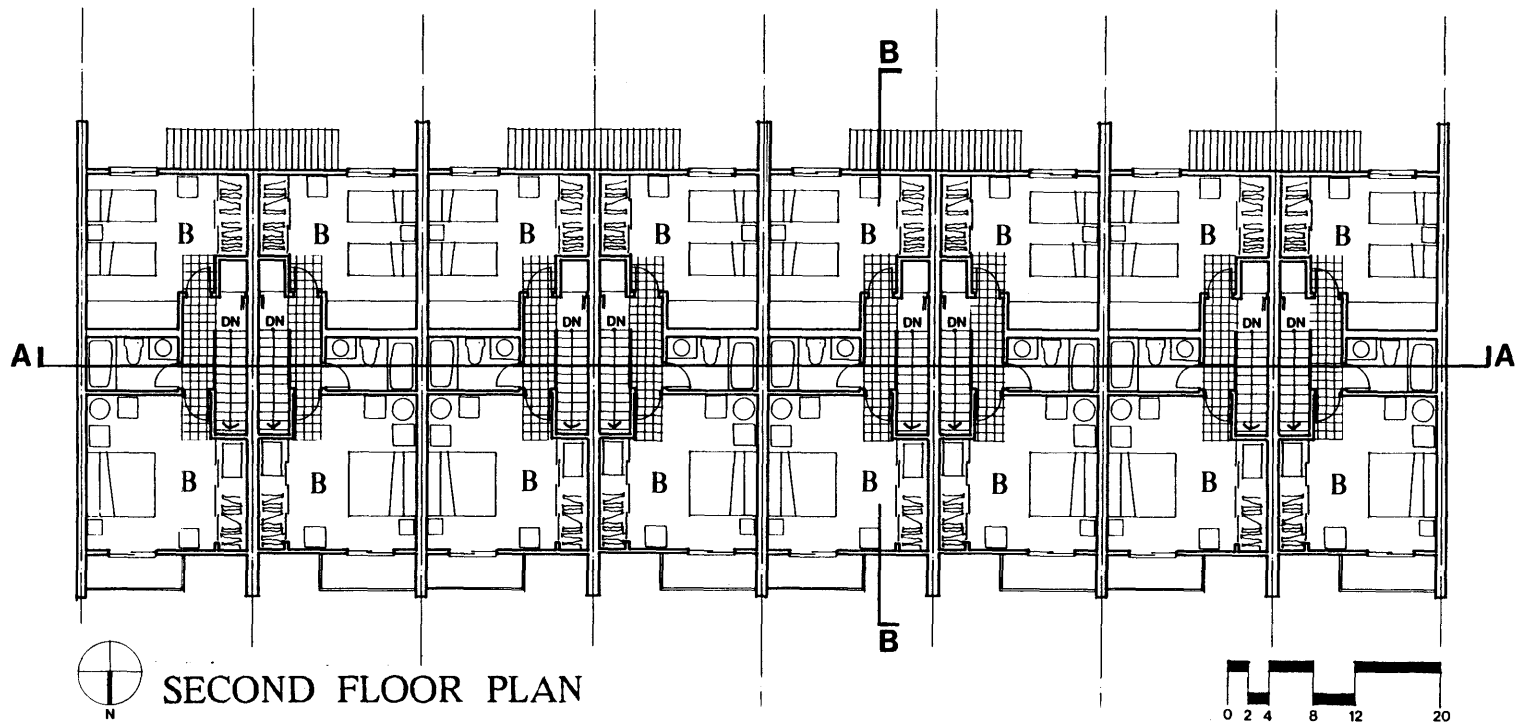 B
B B B B B B B B
DN DN DN DN DN DN DN DN
A A
B B B B B B B B
B
N
SECOND FLOOR PLAN
0 2 4 8 12 20